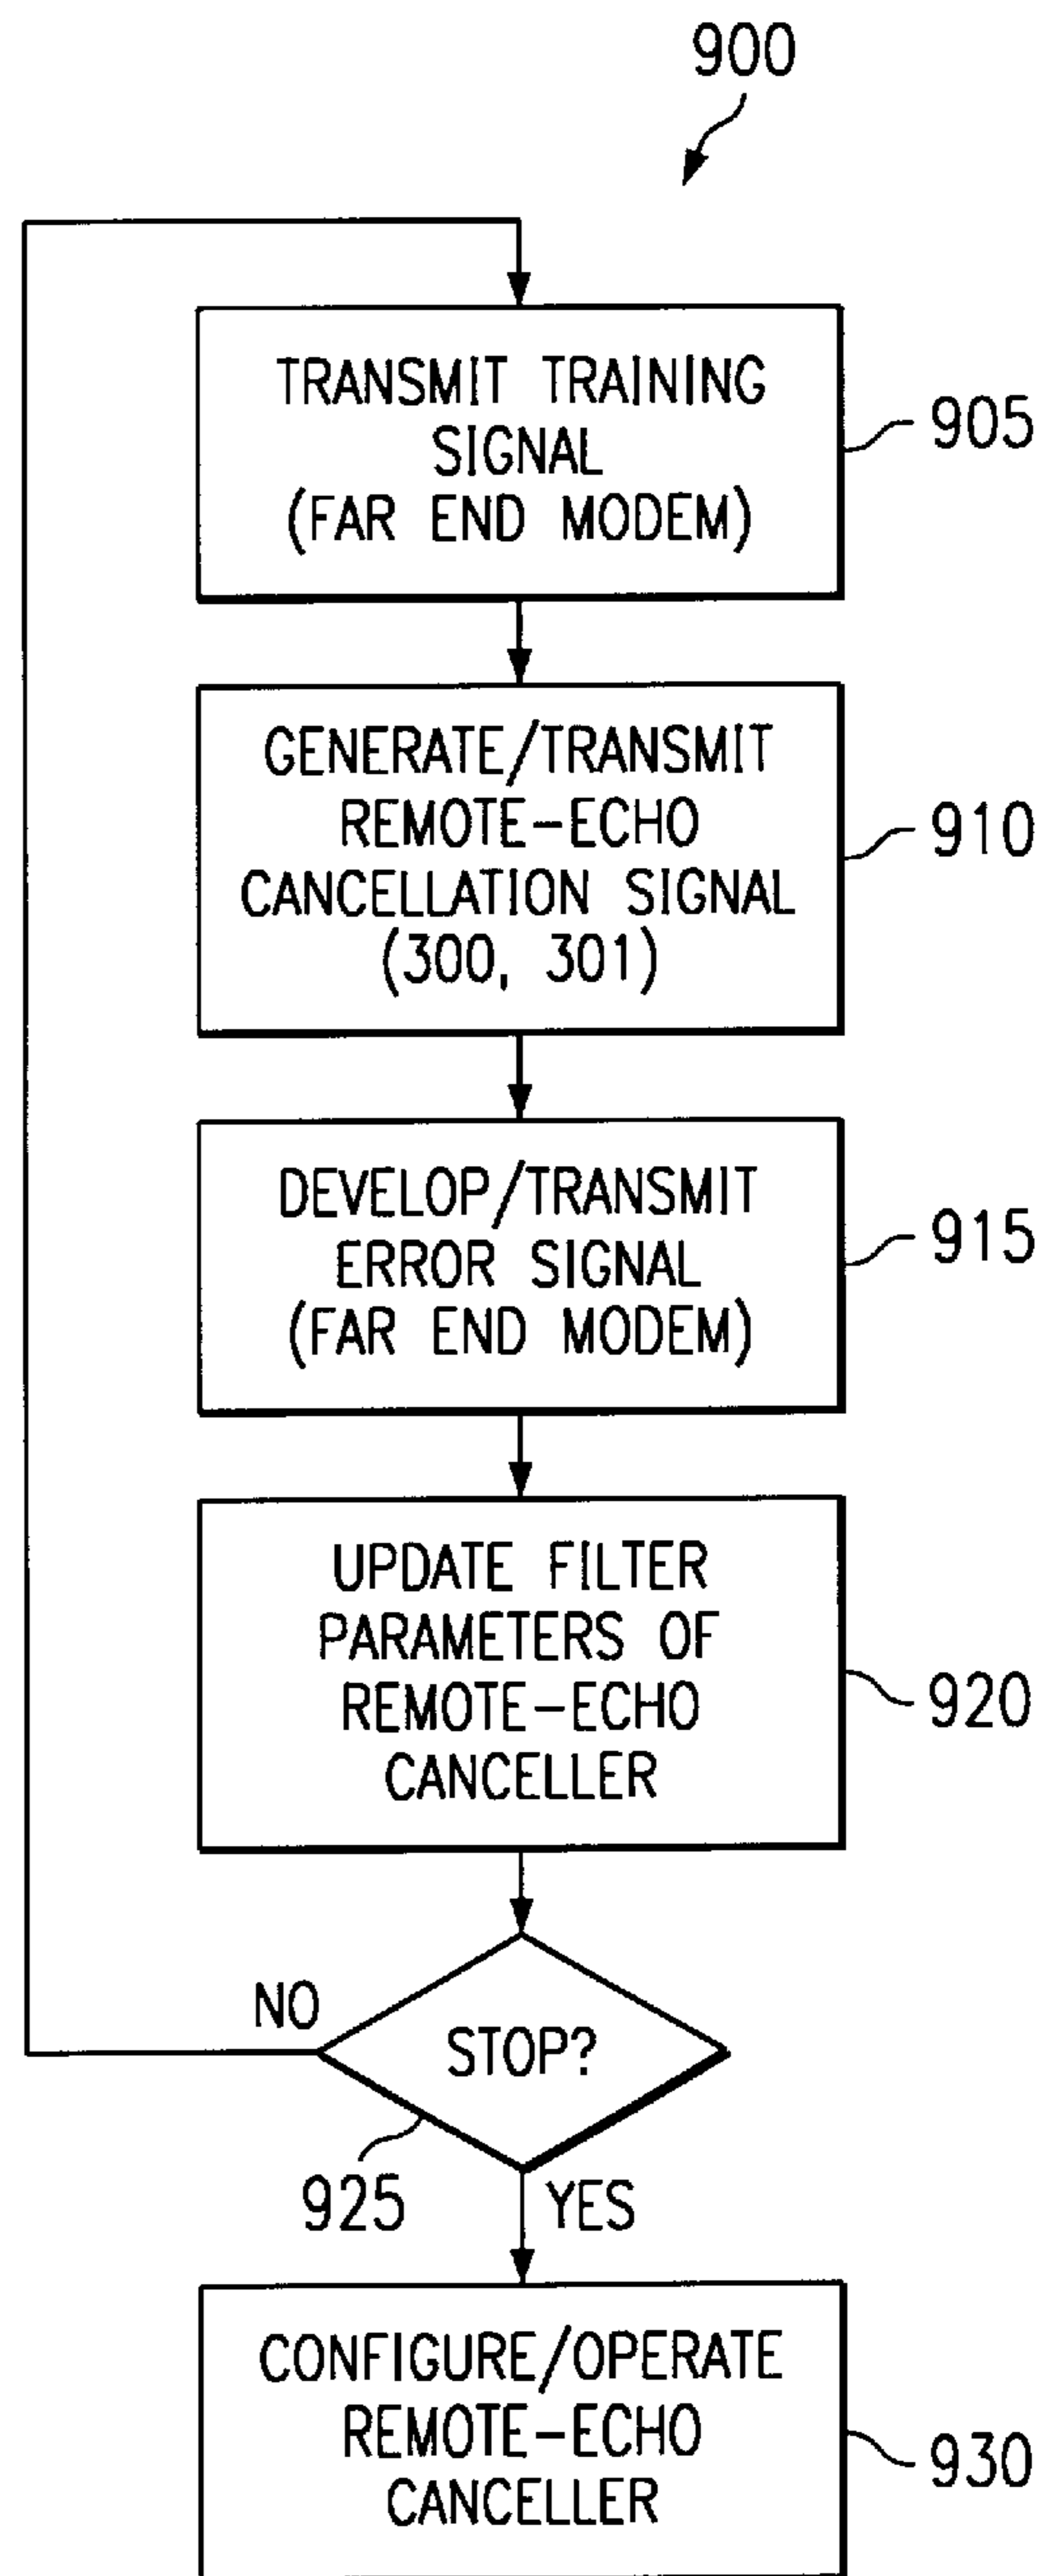 900
TRANSMIT TRAINING
SIGNAL
(FAR END MODEM)
905
GENERATE/TRANSMIT
REMOTE-ECHO
CANCELLATION SIGNAL
(300, 301)
910
DEVELOP/TRANSMIT
ERROR SIGNAL
(FAR END MODEM)
915
UPDATE FILTER
PARAMETERS OF
REMOTE-ECHO
CANCELLER
920
NO
STOP?
925
YES
CONFIGURE/OPERATE
REMOTE-ECHO
CANCELLER
930